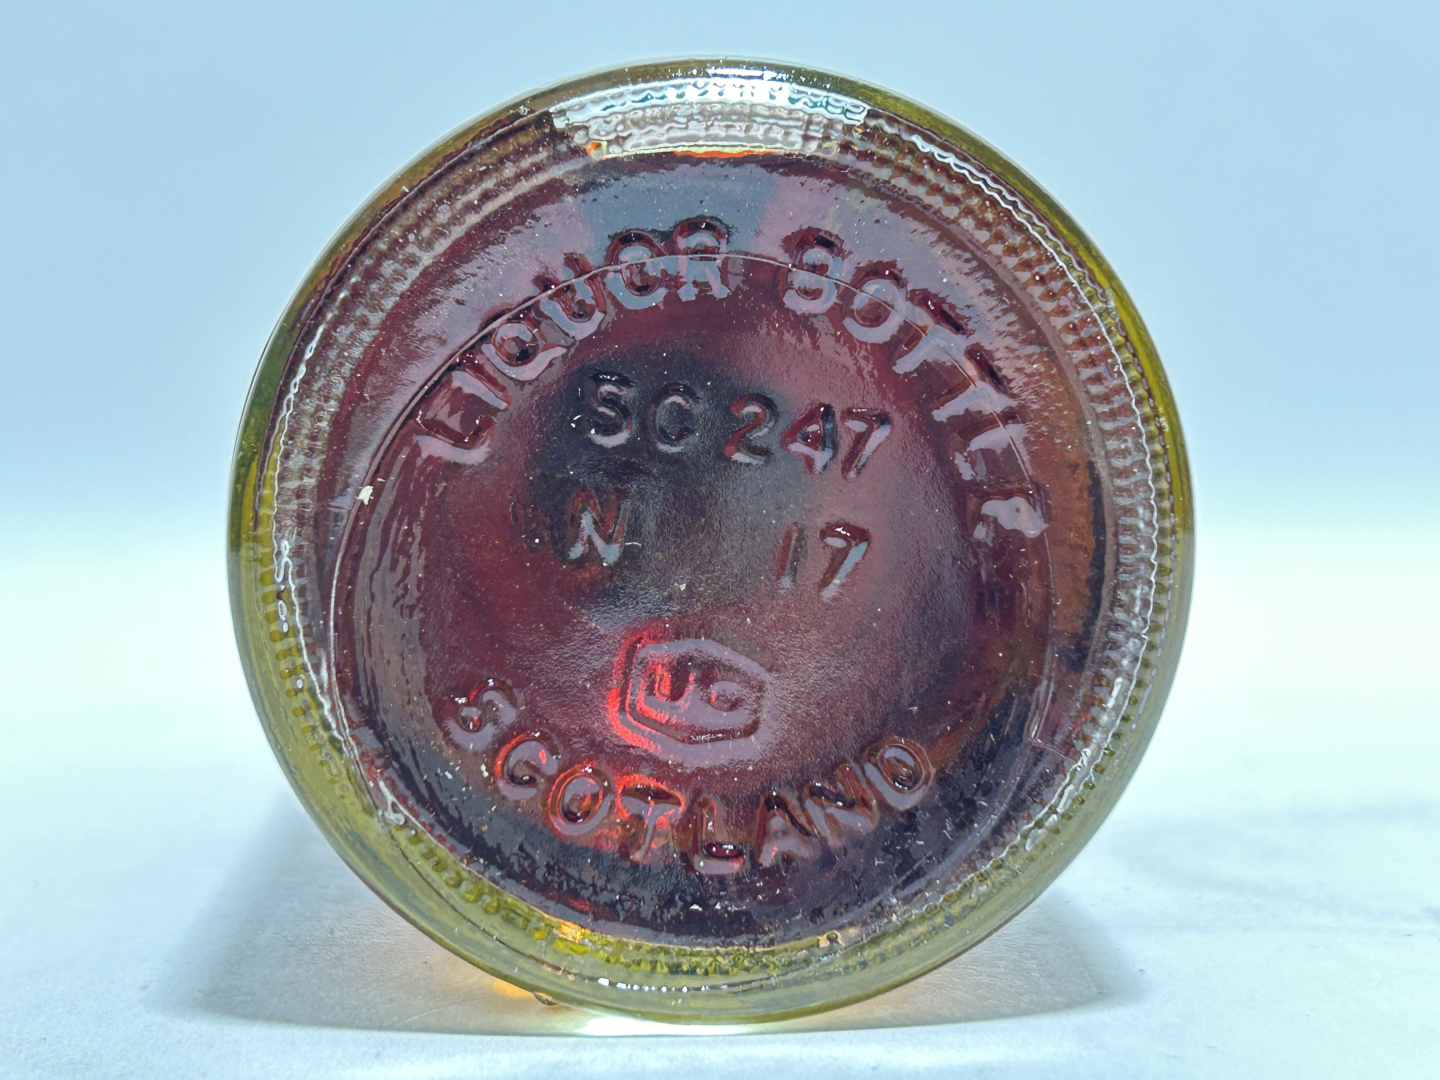 LIQUOR BOTTLE
SC 247
N 17
UG
SCOTLAND